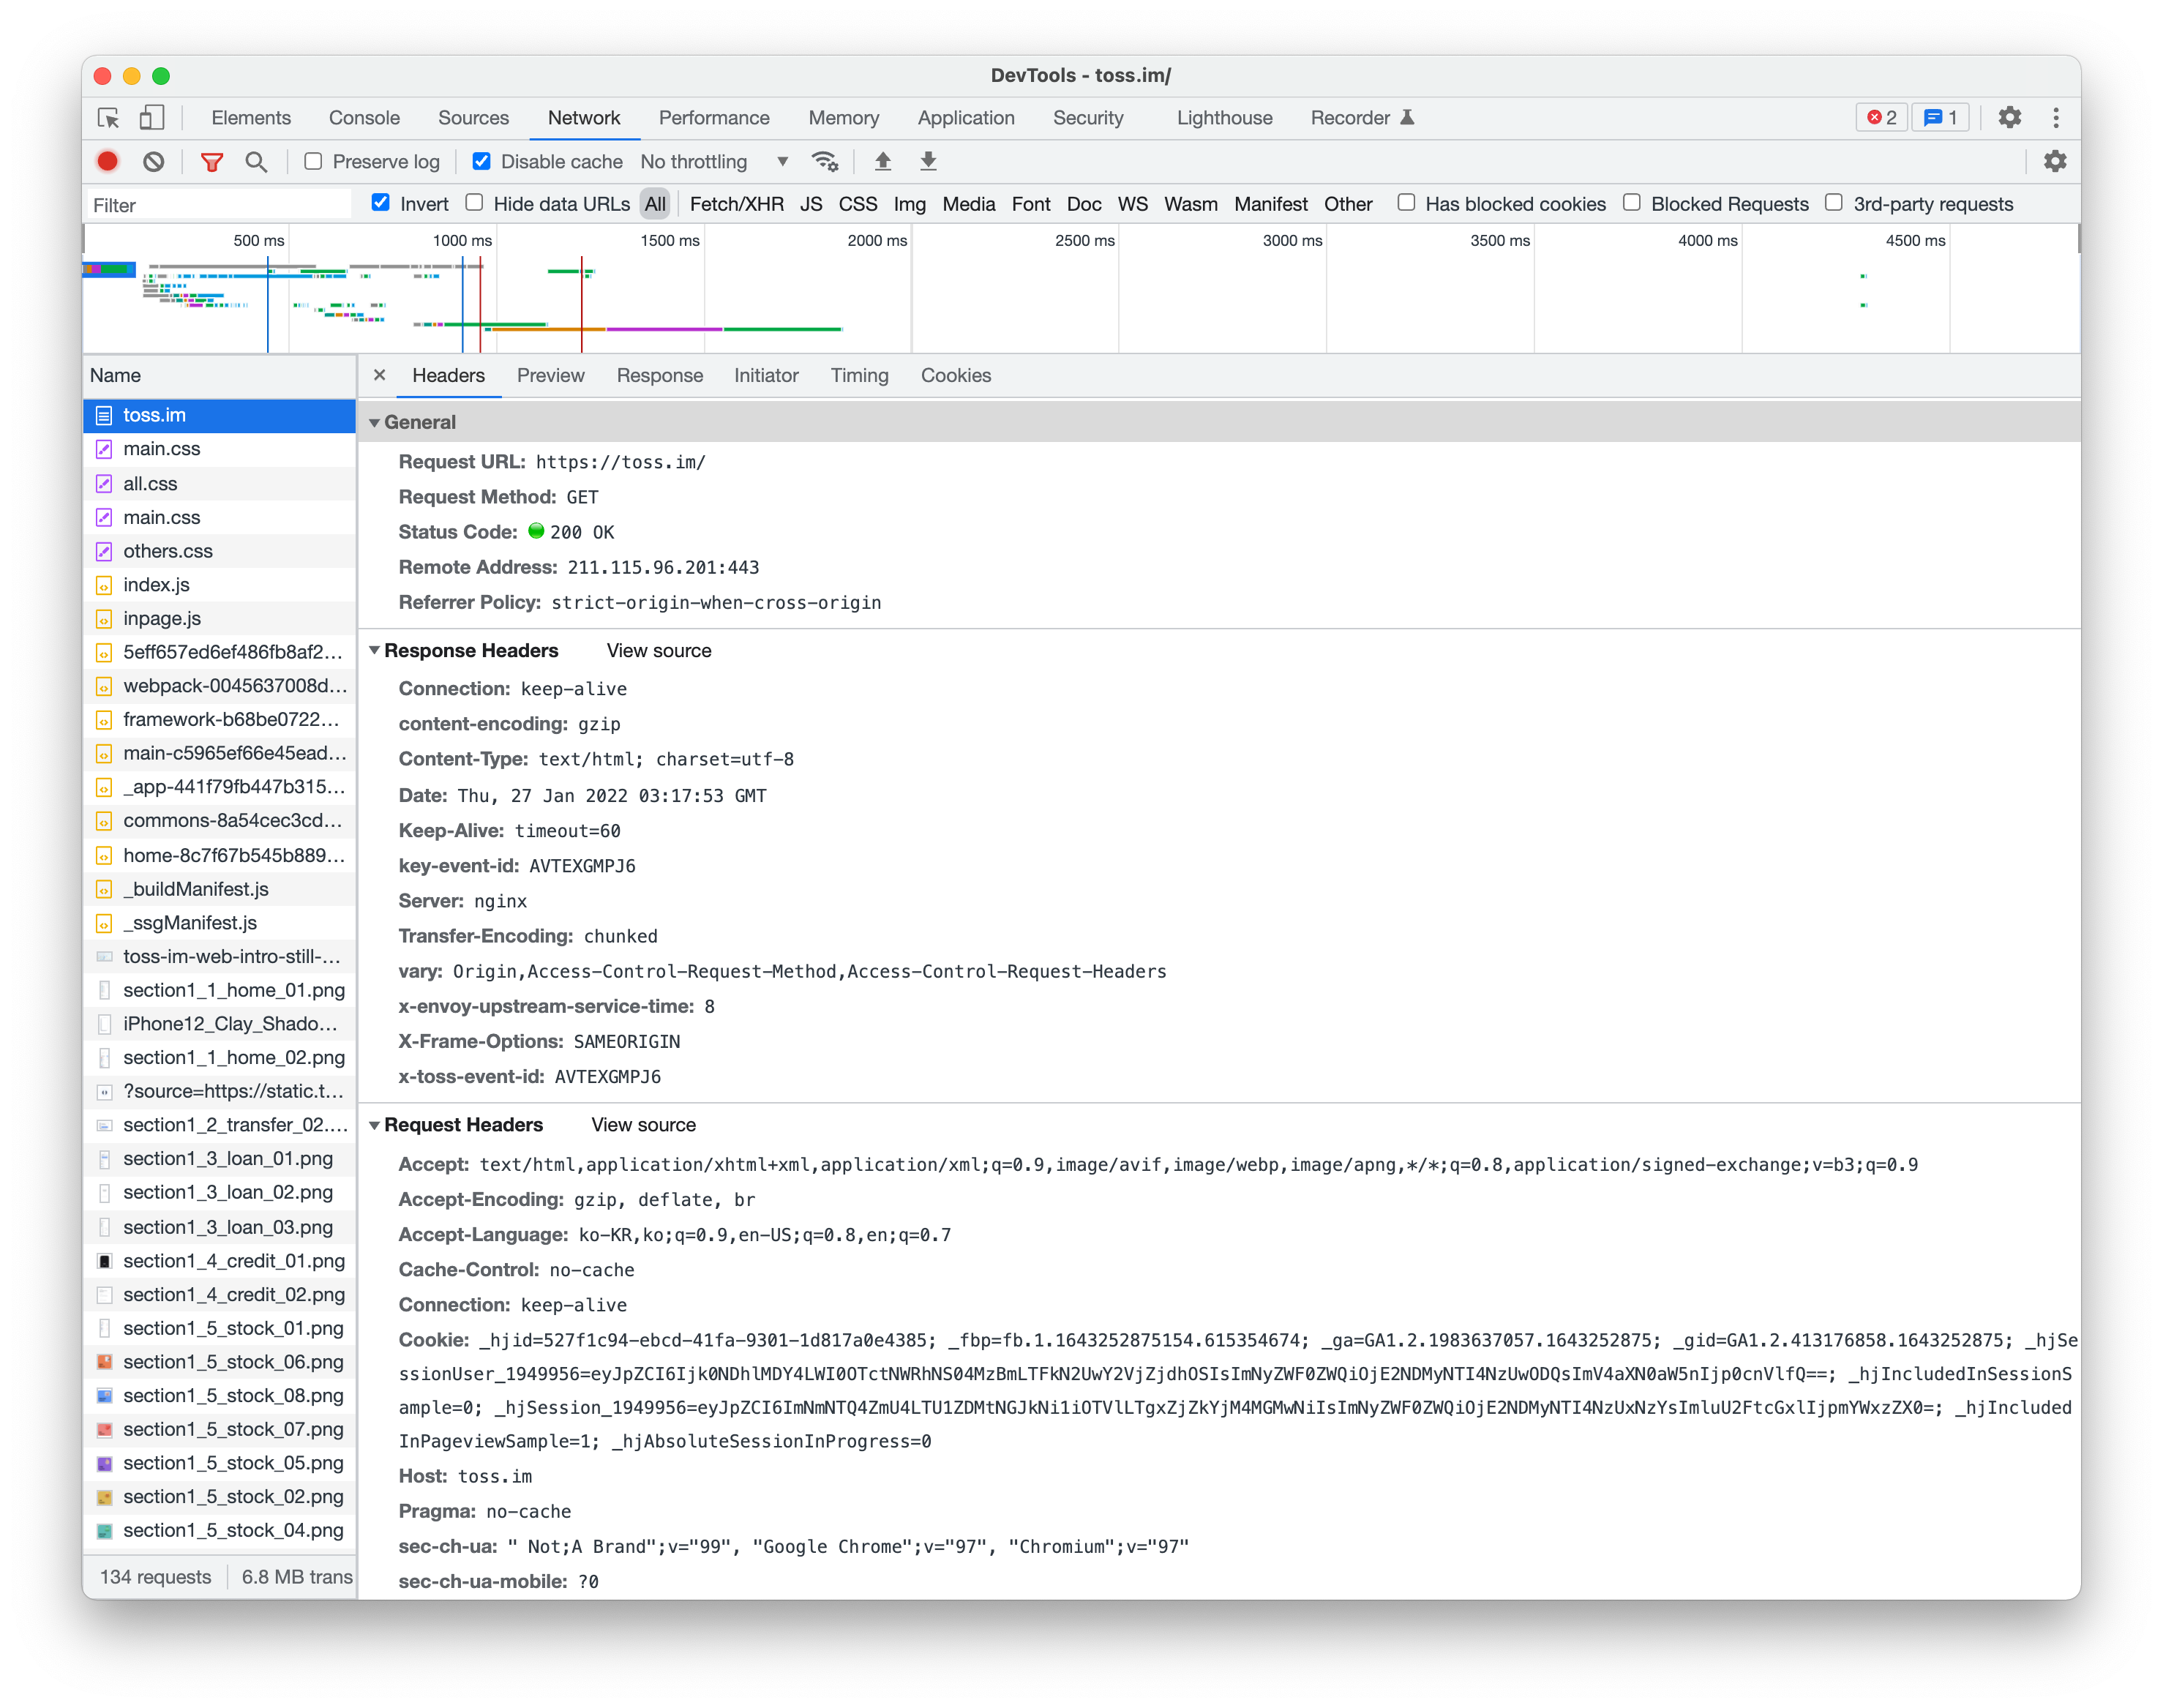 DevTools - toss.im/
Elements Console Sources Network Performance Memory Application Security Lighthouse Recorder 2 1
Preserve log Disable cache No throttling
Filter Invert Hide data URLs All Fetch/XHR JS CSS Img Media Font Doc WS Wasm Manifest Other Has blocked cookies Blocked Requests 3rd-party requests
500 ms 1000 ms 1500 ms 2000 ms 2500 ms 3000 ms 3500 ms 4000 ms 4500 ms
Name
toss.im
main.css
all.css
main.css
others.css
index.js
inpage.js
5eff657ed6ef486fb8af2...
webpack-0045637008d...
framework-b68be0722...
main-c5965ef66e45ead...
_app-441f79fb447b315...
commons-8a54cec3cd...
home-8c7f67b545b889...
_buildManifest.js
_ssgManifest.js
toss-im-web-intro-still-...
section1_1_home_01.png
iPhone12_Clay_Shado...
section1_1_home_02.png
?source=https://static.t...
section1_2_transfer_02....
section1_3_loan_01.png
section1_3_loan_02.png
section1_3_loan_03.png
section1_4_credit_01.png
section1_4_credit_02.png
section1_5_stock_01.png
section1_5_stock_06.png
section1_5_stock_08.png
section1_5_stock_07.png
section1_5_stock_05.png
section1_5_stock_02.png
section1_5_stock_04.png
134 requests 6.8 MB trans
Headers Preview Response Initiator Timing Cookies
General
Request URL: https://toss.im/
Request Method: GET
Status Code: 200 OK
Remote Address: 211.115.96.201:443
Referrer Policy: strict-origin-when-cross-origin
Response Headers View source
Connection: keep-alive
content-encoding: gzip
Content-Type: text/html; charset=utf-8
Date: Thu, 27 Jan 2022 03:17:53 GMT
Keep-Alive: timeout=60
key-event-id: AVTEXGMPJ6
Server: nginx
Transfer-Encoding: chunked
vary: Origin,Access-Control-Request-Method,Access-Control-Request-Headers
x-envoy-upstream-service-time: 8
X-Frame-Options: SAMEORIGIN
x-toss-event-id: AVTEXGMPJ6
Request Headers View source
Accept: text/html,application/xhtml+xml,application/xml;q=0.9,image/avif,image/webp,image/apng,*/*;q=0.8,application/signed-exchange;v=b3;q=0.9
Accept-Encoding: gzip, deflate, br
Accept-Language: ko-KR,ko;q=0.9,en-US;q=0.8,en;q=0.7
Cache-Control: no-cache
Connection: keep-alive
Cookie: _hjid=527f1c94-ebcd-41fa-9301-1d817a0e4385; _fbp=fb.1.1643252875154.615354674; _ga=GA1.2.1983637057.1643252875; _gid=GA1.2.413176858.1643252875; _hjSe
ssionUser_1949956=eyJpZCI6Ijk0NDhlMDY4LWI0OTctNWRhNS04MzBmLTFkN2UwY2VjZjdhOSIsImNyZWF0ZWQiOjE2NDMyNTI4NzUwODQsImV4aXN0aW5nIjp0cnVlfQ==; _hjIncludedInSessionS
ample=0; _hjSession_1949956=eyJpZCI6ImNmNTQ4ZmU4LTU1ZDMtNGJkNi1iOTVlLTgxZjZkYjM4MGMwNiIsImNyZWF0ZWQiOjE2NDMyNTI4NzUxNzYsImluU2FtcGxlIjpmYWxzZX0=; _hjIncluded
InPageviewSample=1; _hjAbsoluteSessionInProgress=0
Host: toss.im
Pragma: no-cache
sec-ch-ua: " Not;A Brand";v="99", "Google Chrome";v="97", "Chromium";v="97"
sec-ch-ua-mobile: ?0